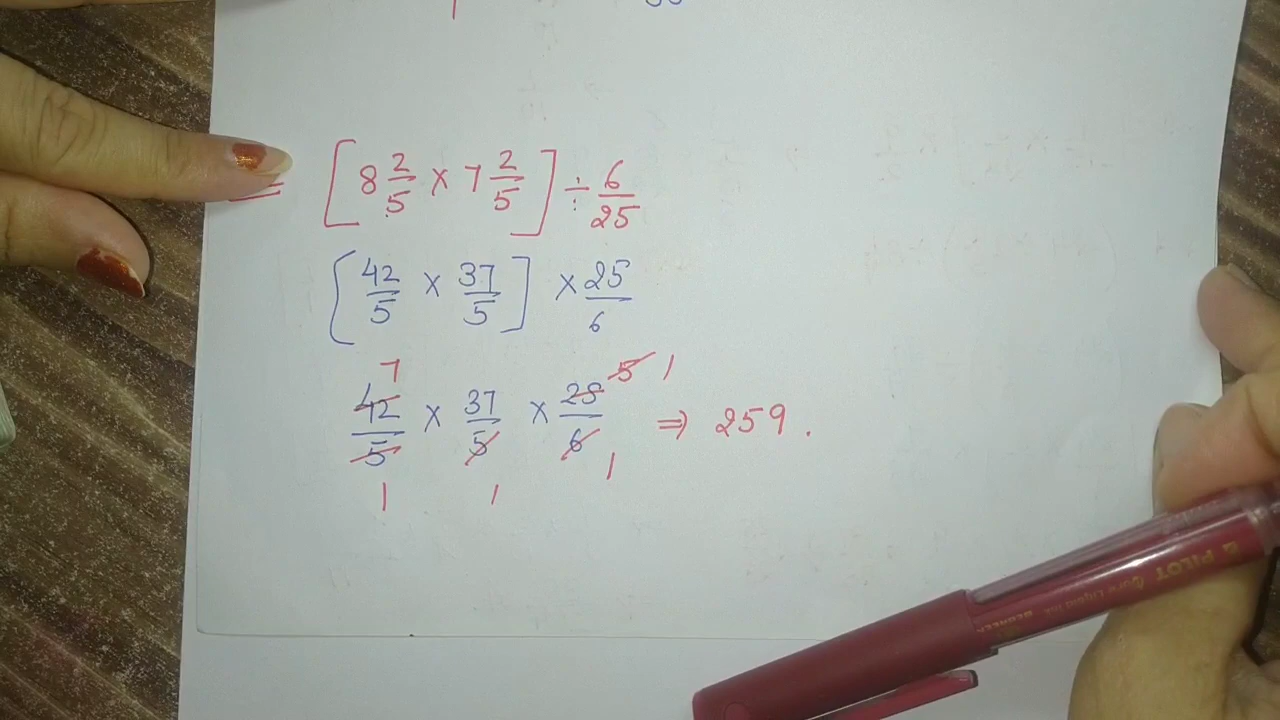 = [8 2/5 × 7 2/5] ÷ 6/25
[42/5 × 37/5] × 25/6
7 5 1
42/5 × 37/5 × 25/6 ⇒ 259.
1 1 1
PILOT